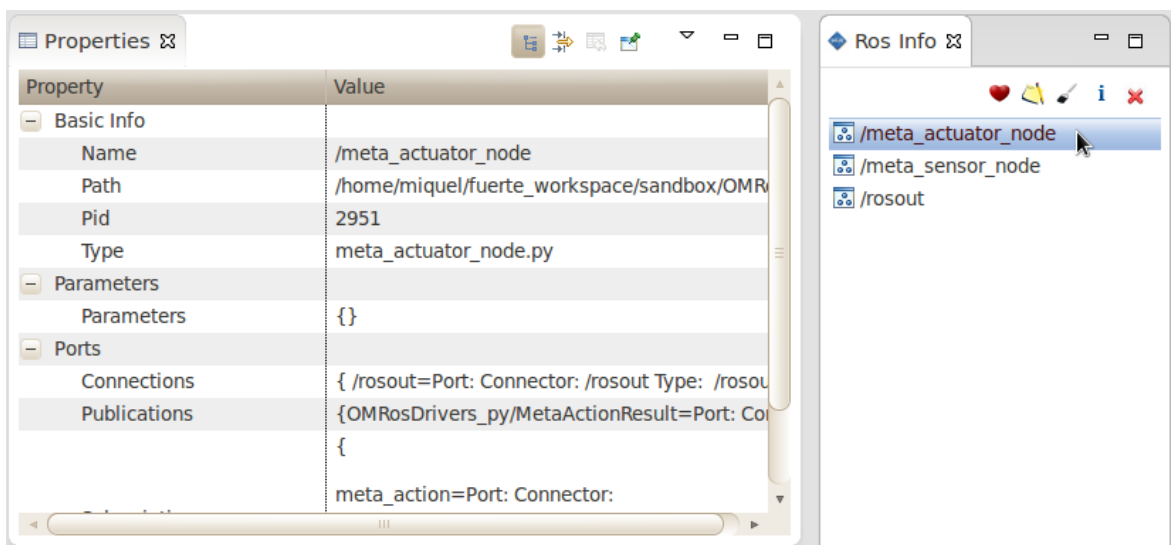 Properties
Property Value
Basic Info
Name /meta_actuator_node
Path /home/miquel/fuerte_workspace/sandbox/OMR
Pid 2951
Type meta_actuator_node.py
Parameters
Parameters {}
Ports
Connections { /rosout=Port: Connector: /rosout Type: /rosou
Publications {OMRosDrivers_py/MetaActionResult=Port: Co
{
meta_action=Port: Connector:
Ros Info
i
/meta_actuator_node
/meta_sensor_node
/rosout